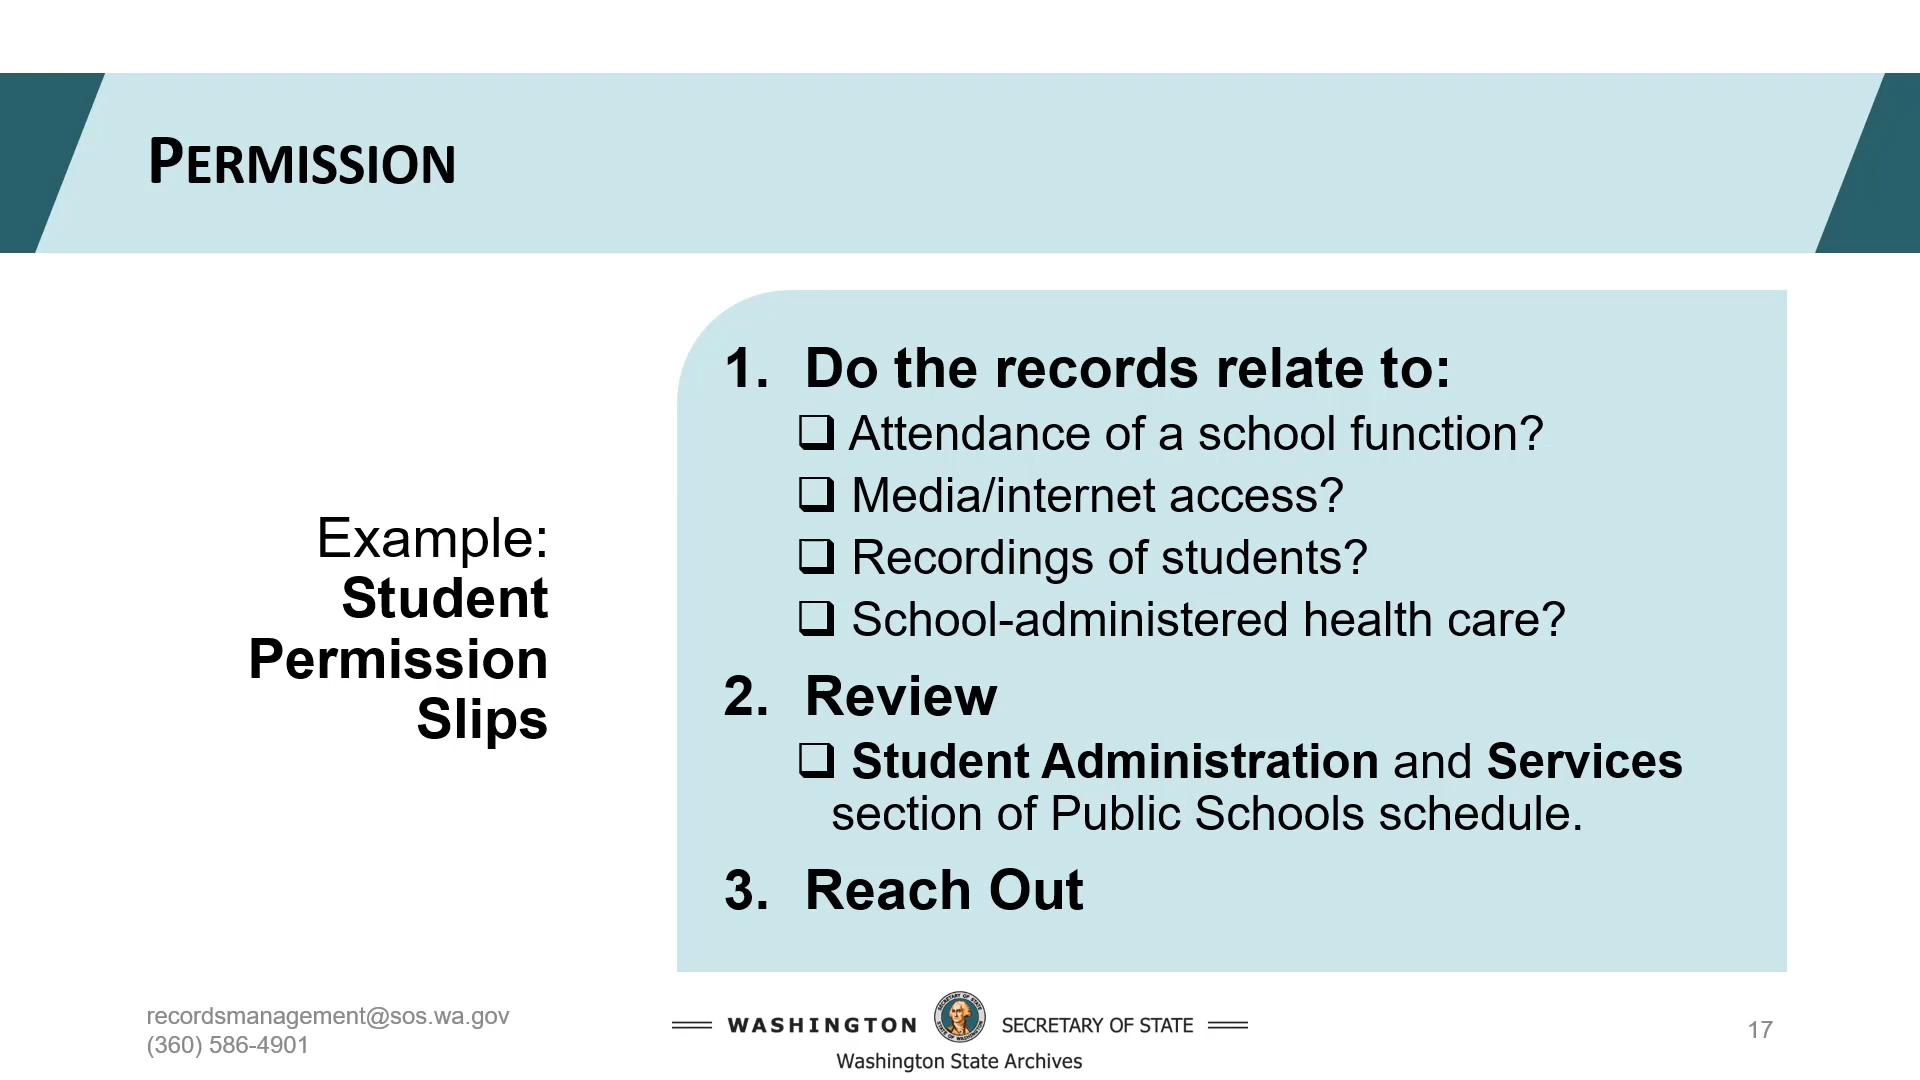 PERMISSION
Example:
Student
Permission
Slips
1. Do the records relate to:
❑ Attendance of a school function?
❑ Media/internet access?
❑ Recordings of students?
❑ School-administered health care?
2. Review
❑ Student Administration and Services
section of Public Schools schedule.
3. Reach Out
recordsmanagement@sos.wa.gov
(360) 586-4901
WASHINGTON SECRETARY OF STATE
Washington State Archives
17